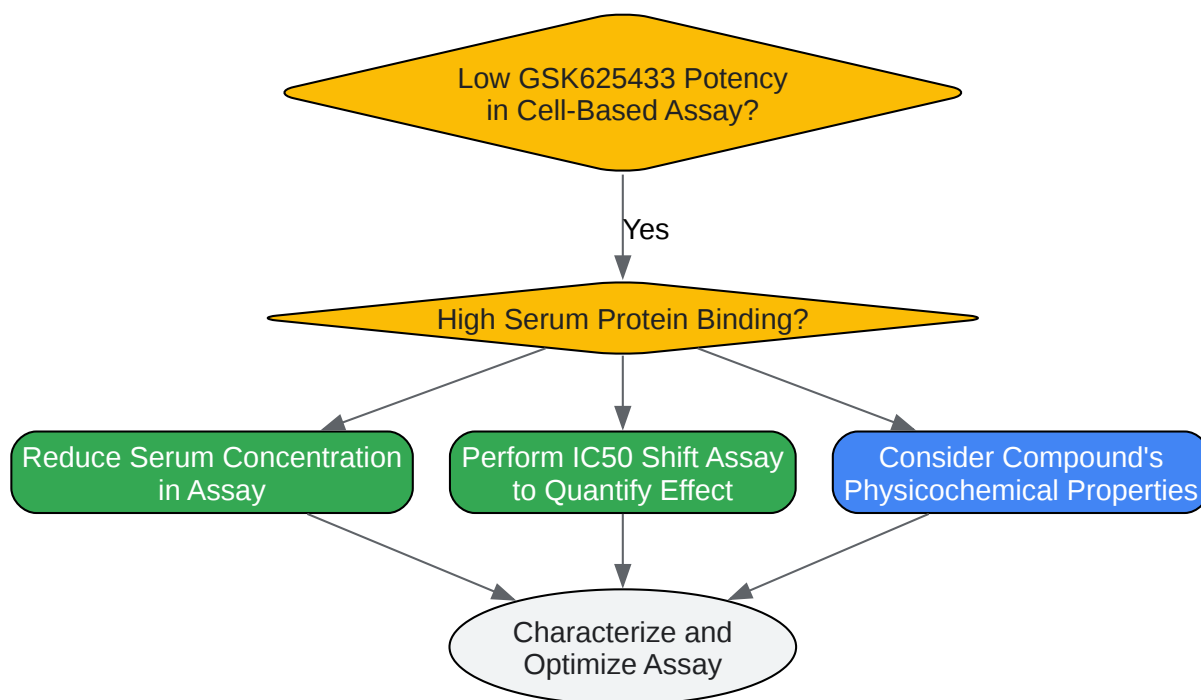 Low GSK625433 Potency
in Cell-Based Assay?
Yes
High Serum Protein Binding?
Reduce Serum Concentration
in Assay
Perform IC50 Shift Assay
to Quantify Effect
Consider Compound's
Physicochemical Properties
Characterize and
Optimize Assay